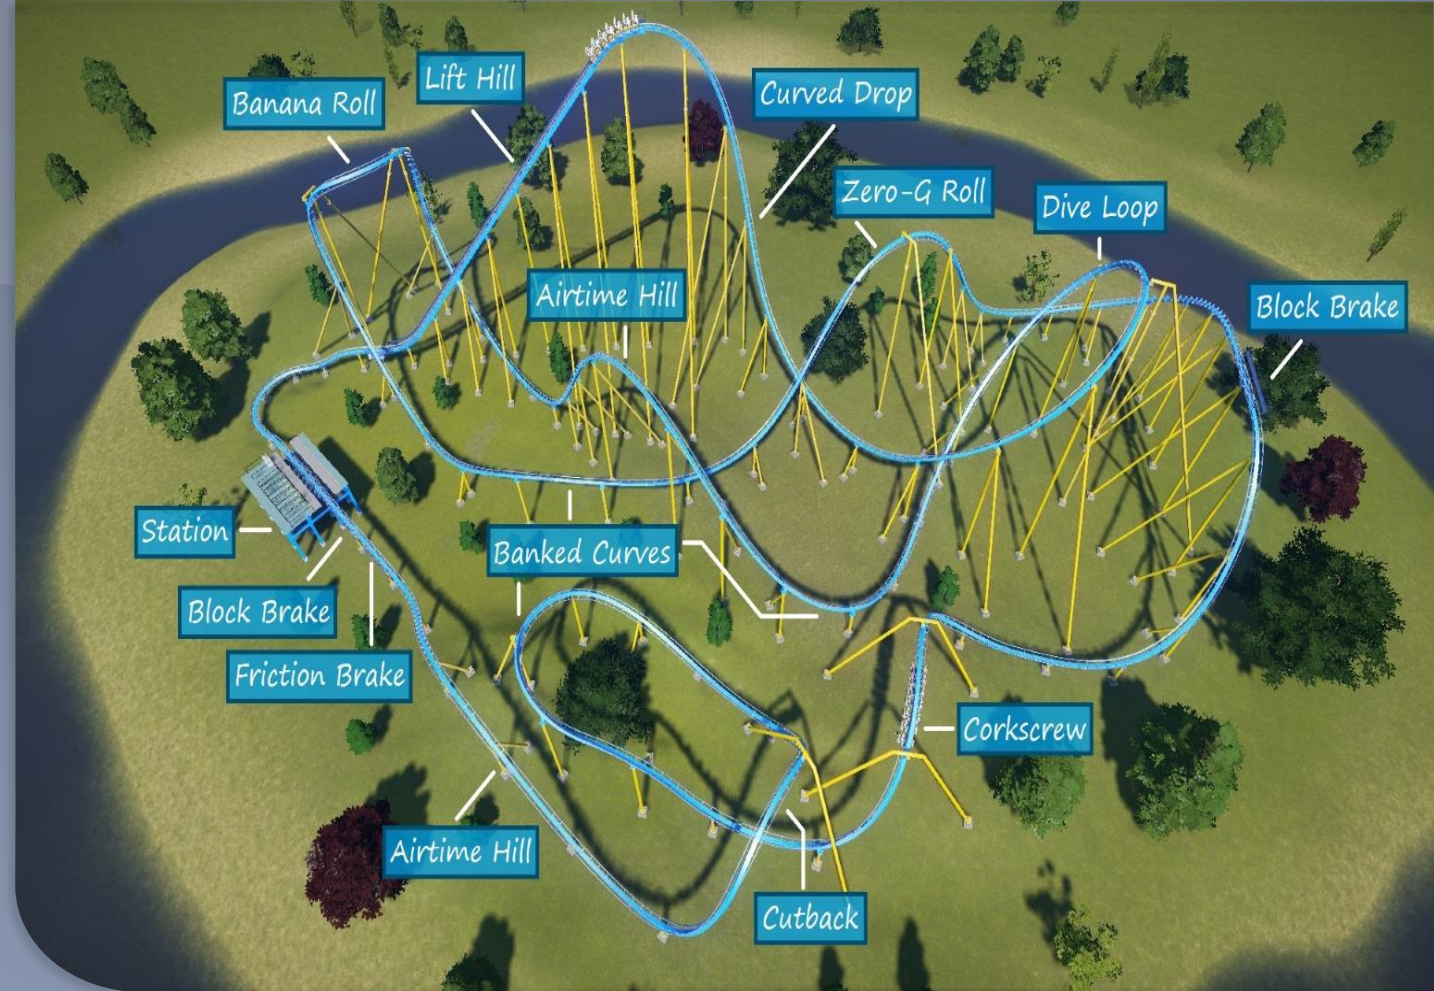 Lift Hill
Banana Roll
Curved Drop
Zero-G Roll
Dive Loop
Airtime Hill
Block Brake
Station
Banked Curves
Block Brake
Friction Brake
Corkscrew
Airtime Hill
Cutback